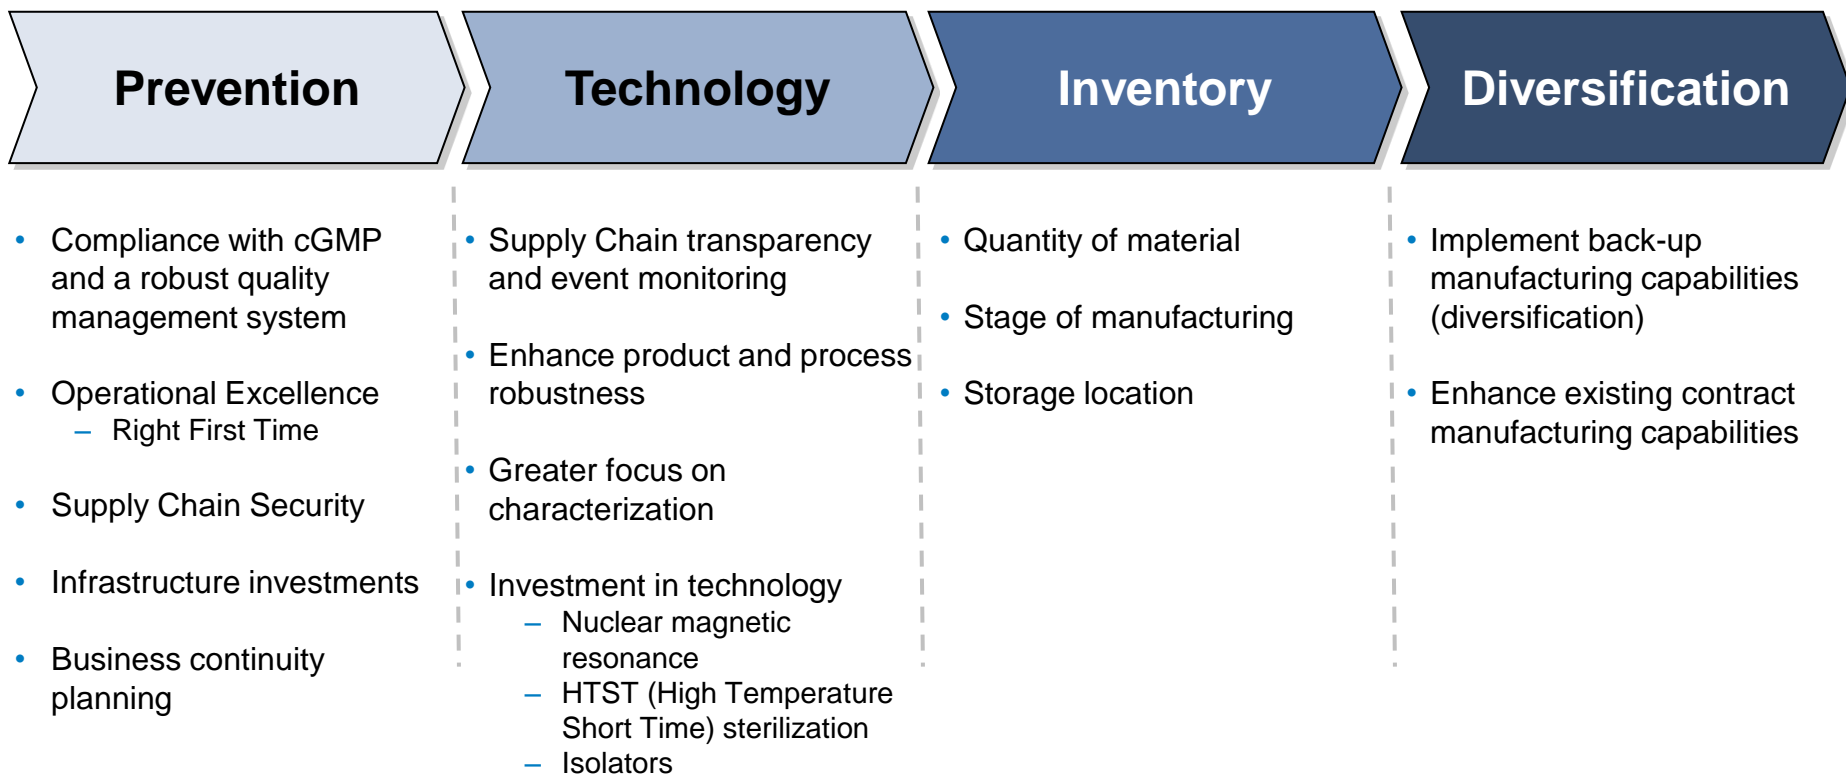 Prevention
Technology
Inventory
Diversification
• Compliance with cGMP
and a robust quality
management system
• Operational Excellence
– Right First Time
• Supply Chain Security
• Infrastructure investments
• Business continuity
planning
• Supply Chain transparency
and event monitoring
• Enhance product and process
robustness
• Greater focus on
characterization
• Investment in technology
– Nuclear magnetic
resonance
– HTST (High Temperature
Short Time) sterilization
– Isolators
• Quantity of material
• Stage of manufacturing
• Storage location
• Implement back-up
manufacturing capabilities
(diversification)
• Enhance existing contract
manufacturing capabilities